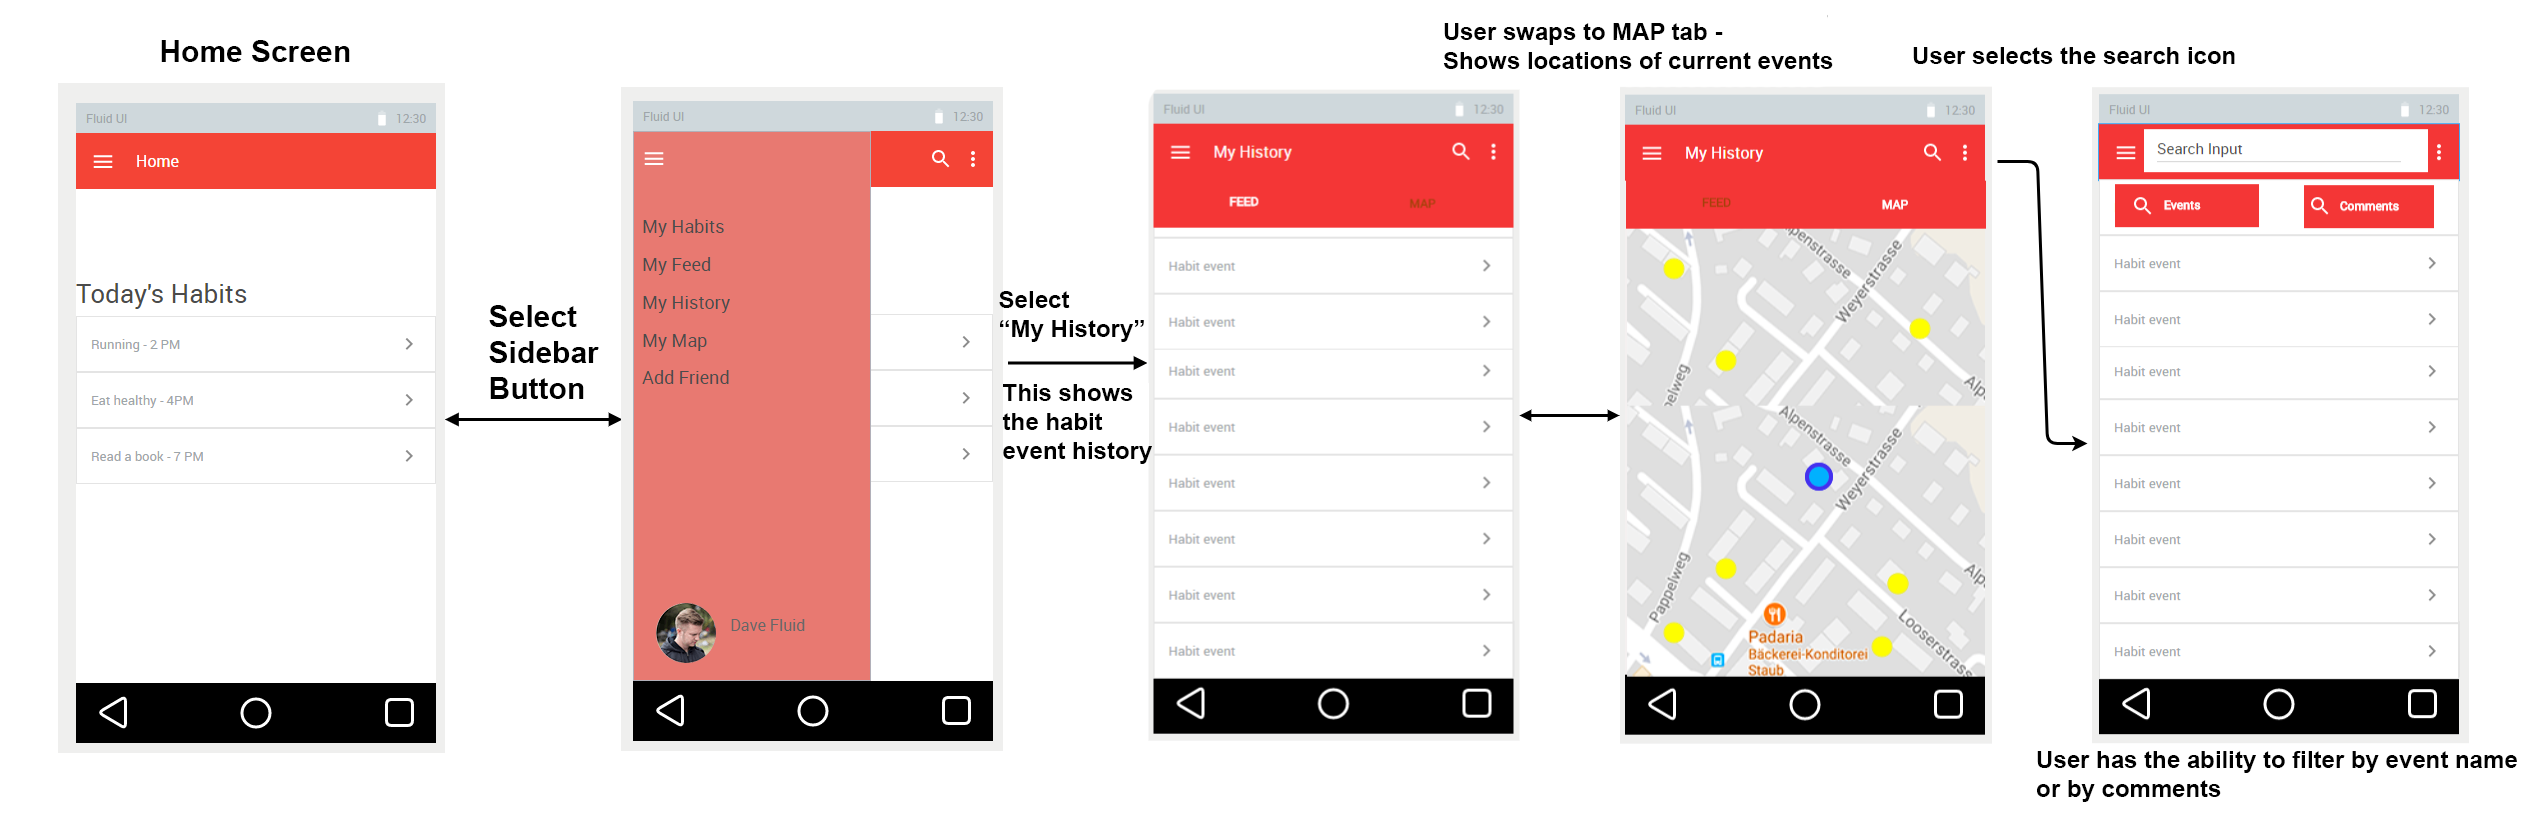 Home Screen
Fluid UI
12:30
Home
Today's Habits
Running - 2 PM
Eat healthy - 4PM
Read a book - 7 PM
Select
Sidebar
Button
Fluid UI
12:30
My Habits
My Feed
My History
My Map
Add Friend
Dave Fluid
Select
“My History”
This shows
the habit
event history
Fluid UI
12:30
My History
FEED
MAP
Habit event
Habit event
Habit event
Habit event
Habit event
Habit event
Habit event
Habit event
User swaps to MAP tab -
Shows locations of current events
Fluid UI
12:30
My History
FEED
MAP
Alpenstrasse
Weyerstrasse
Pappelweg
Alp
Alpenstrasse
Weyerstrasse
Alp
Pappelweg
Looserstrass
Padaria
Bäckerei-Konditorei
Staub
User selects the search icon
Fluid UI
12:30
Search Input
Events
Comments
Habit event
Habit event
Habit event
Habit event
Habit event
Habit event
Habit event
Habit event
User has the ability to filter by event name
or by comments